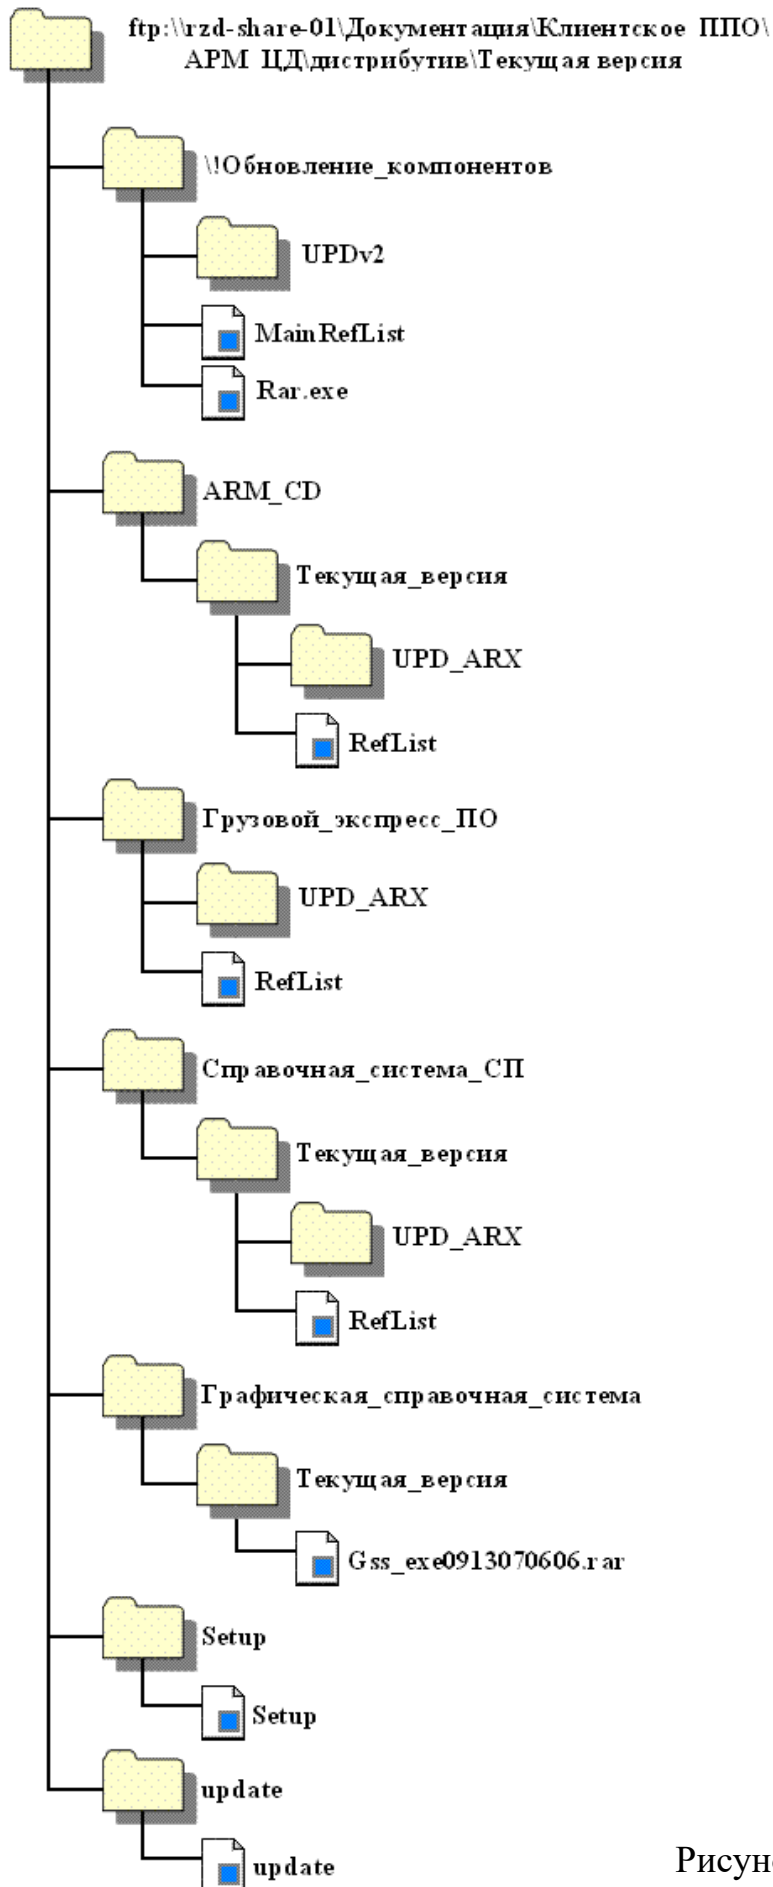 ftp:\\rzd-share-01\Документация\Клиентское ППО\
АРМ ЦД\дистрибутив\Текущая версия
\!Обновление_компонентов
UPDv2
MainRefList
Rar.exe
ARM_CD
Текущая_версия
UPD_ARX
RefList
Грузовой_экспресс_ПО
UPD_ARX
RefList
Справочная_система_СП
Текущая_версия
UPD_ARX
RefList
Графическая_справочная_система
Текущая_версия
Gss_exe0913070606.rar
Setup
Setup
update
update